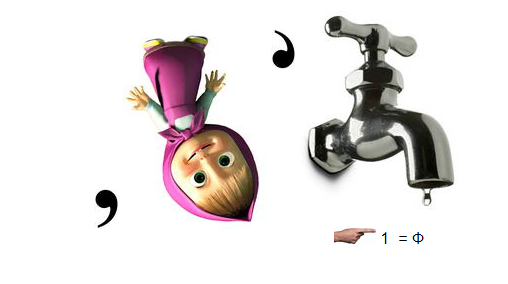 ,
,
1 = Ф